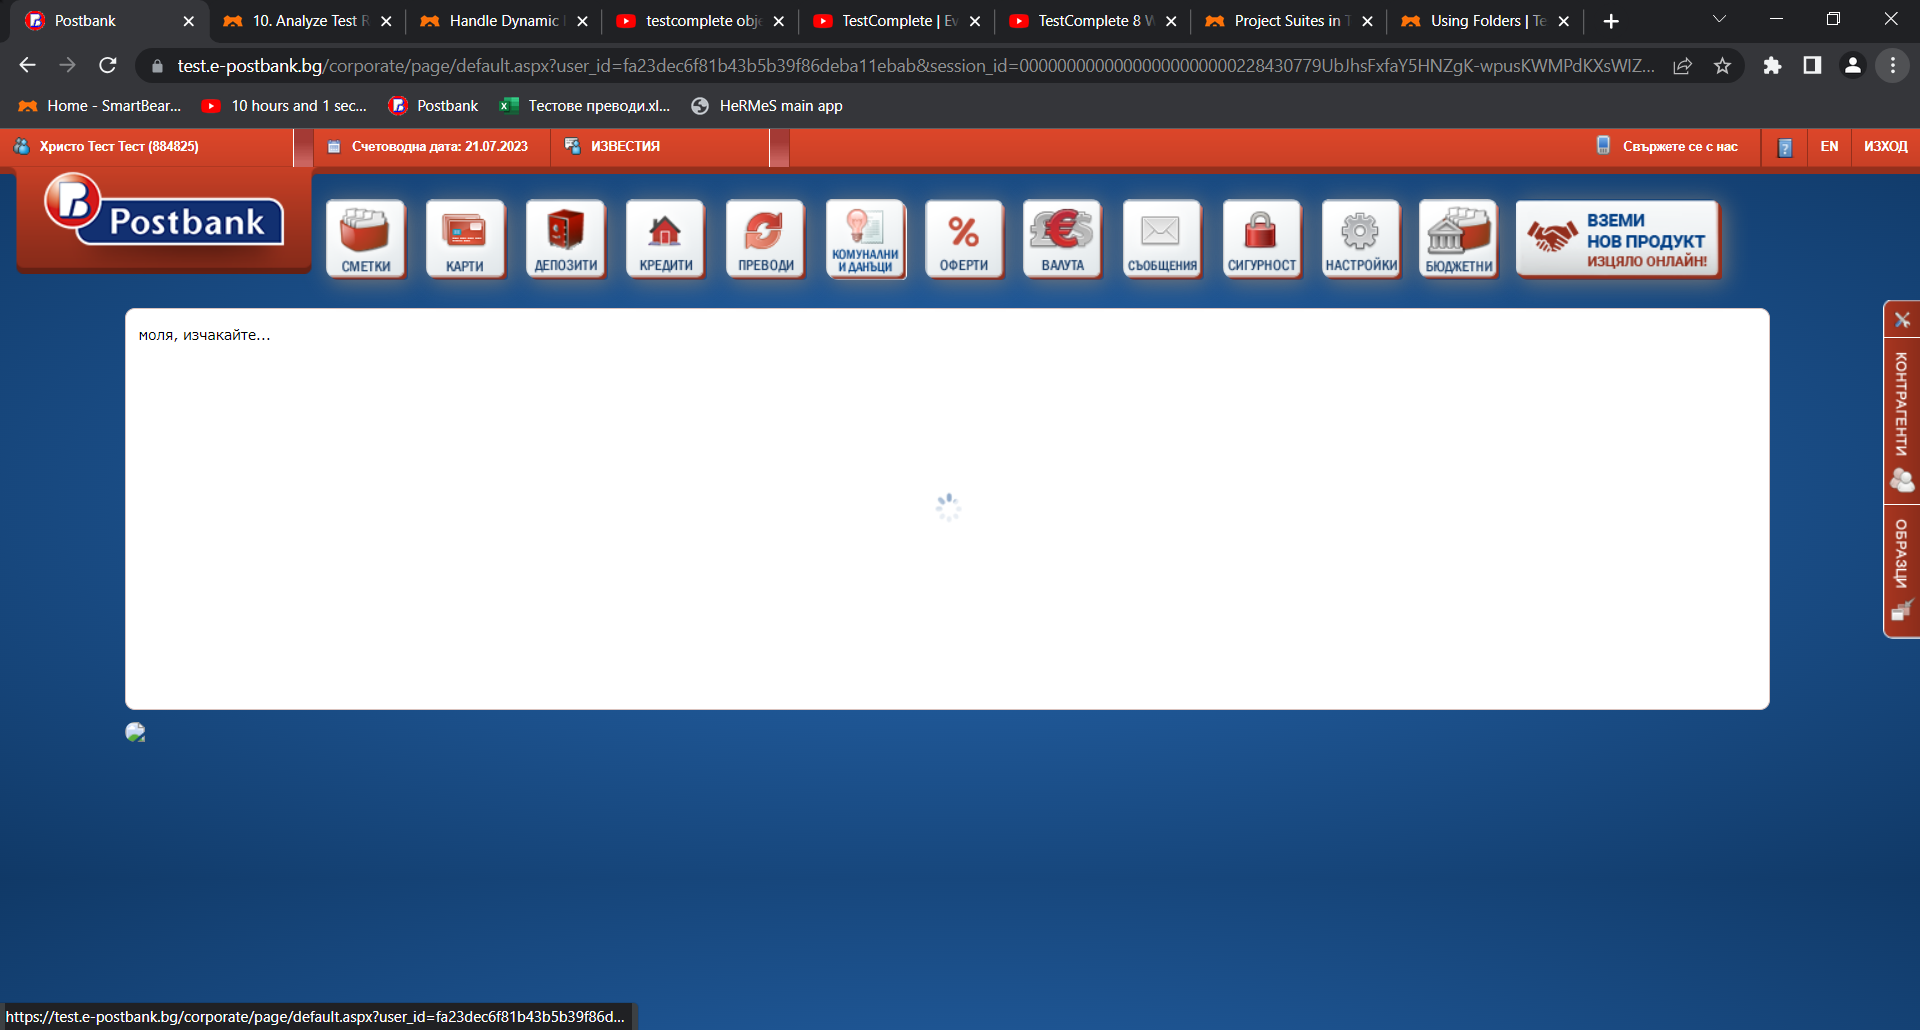 Postbank
10. Analyze Test R
Handle Dynamic
testcomplete obje
TestComplete | Ev
TestComplete 8 W
Project Suites in T
Using Folders | Te
test.e-postbank.bg/corporate/page/default.aspx?user_id=fa23dec6f81b43b5b39f86deba11ebab&session_id=0000000000000000000000228430779UbJhsFxfaY5HNZgK-wpusKWMPdKXsWIZ...
Home - SmartBear...
10 hours and 1 sec...
Postbank
Тестове преводи.xl...
HeRMeS main app
Христо Тест Тест (884825)
Счетоводна дата: 21.07.2023
ИЗВЕСТИЯ
Свържете се с нас
EN
ИЗХОД
Postbank
СМЕТКИ
КАРТИ
ДЕПОЗИТИ
КРЕДИТИ
ПРЕВОДИ
КОМУНАЛНИ
И ДАНЪЦИ
ОФЕРТИ
ВАЛУТА
СЪОБЩЕНИЯ
СИГУРНОСТ
НАСТРОЙКИ
БЮДЖЕТНИ
ВЗЕМИ
НОВ ПРОДУКТ
ИЗЦЯЛО ОНЛАЙН!
моля, изчакайте...
КОНТРАГЕНТИ
ОБРАЗЦИ
https://test.e-postbank.bg/corporate/page/default.aspx?user_id=fa23dec6f81b43b5b39f86d...